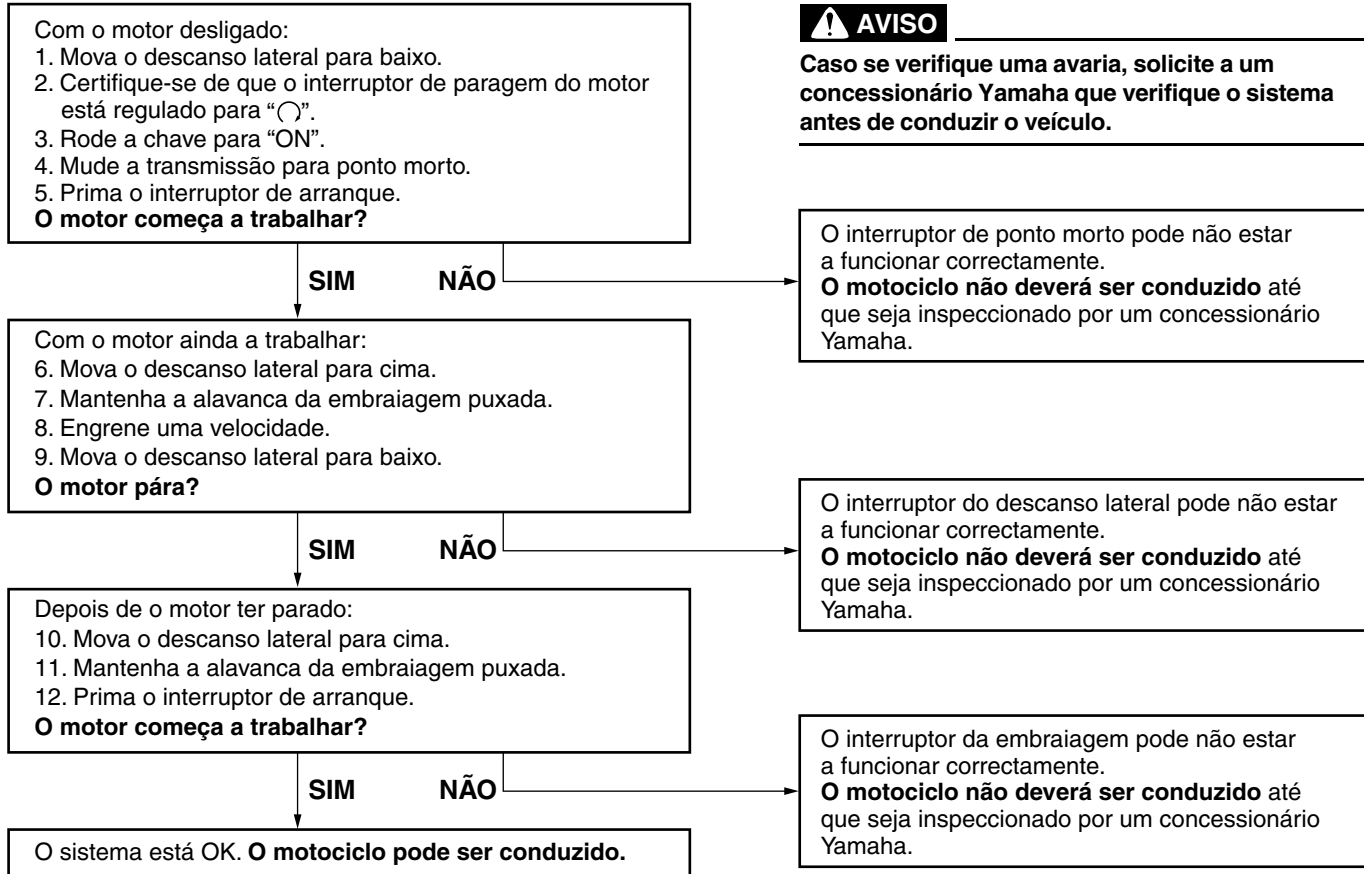 Com o motor desligado:
1. Mova o descanso lateral para baixo.
2. Certifique-se de que o interruptor de paragem do motor
está regulado para “ ”.
3. Rode a chave para “ON”.
4. Mude a transmissão para ponto morto.
5. Prima o interruptor de arranque.
O motor começa a trabalhar?
AVISO
Caso se verifique uma avaria, solicite a um
concessionário Yamaha que verifique o sistema
antes de conduzir o veículo.
SIM NÃO
O interruptor de ponto morto pode não estar
a funcionar correctamente.
O motociclo não deverá ser conduzido até
que seja inspeccionado por um concessionário
Yamaha.
Com o motor ainda a trabalhar:
6. Mova o descanso lateral para cima.
7. Mantenha a alavanca da embraiagem puxada.
8. Engrene uma velocidade.
9. Mova o descanso lateral para baixo.
O motor pára?
SIM NÃO
O interruptor do descanso lateral pode não estar
a funcionar correctamente.
O motociclo não deverá ser conduzido até
que seja inspeccionado por um concessionário
Yamaha.
Depois de o motor ter parado:
10. Mova o descanso lateral para cima.
11. Mantenha a alavanca da embraiagem puxada.
12. Prima o interruptor de arranque.
O motor começa a trabalhar?
SIM NÃO
O interruptor da embraiagem pode não estar
a funcionar correctamente.
O motociclo não deverá ser conduzido até
que seja inspeccionado por um concessionário
Yamaha.
O sistema está OK. O motociclo pode ser conduzido.